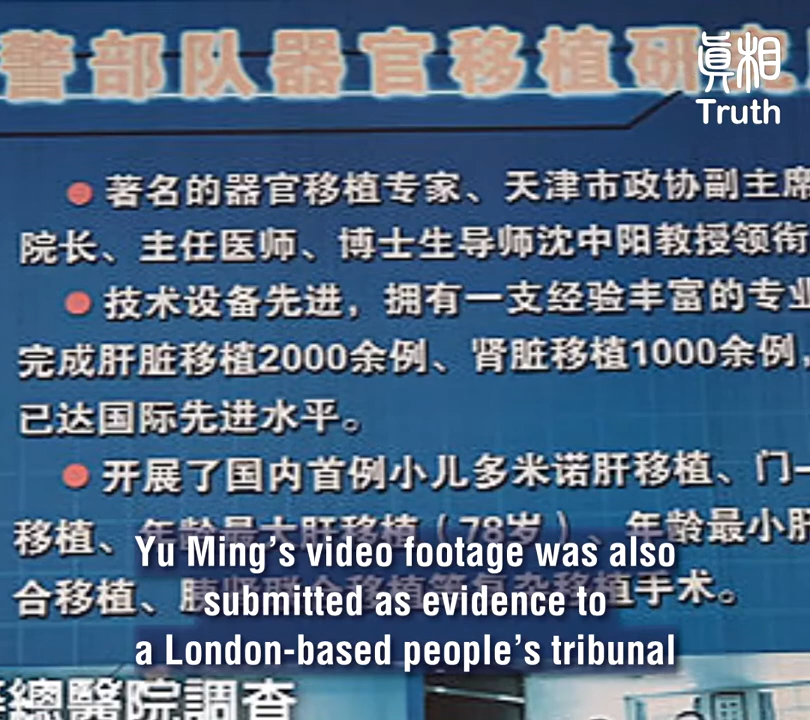 警部队器官移植研
真相
Truth
著名的器官移植专家、天津市政协副主席
院长、主任医师、博士生导师沈中阳教授领衔
技术设备先进，拥有一支经验丰富的专业
完成肝脏移植2000余例、肾脏移植1000余例，
已达国际先进水平。
开展了国内首例小儿多米诺肝移植、门
移植、年龄最大肝移植（78岁）、年龄最小肝
合移植、手术。
Yu Ming’s video footage was also
submitted as evidence to
a London-based people’s tribunal
總醫院調查